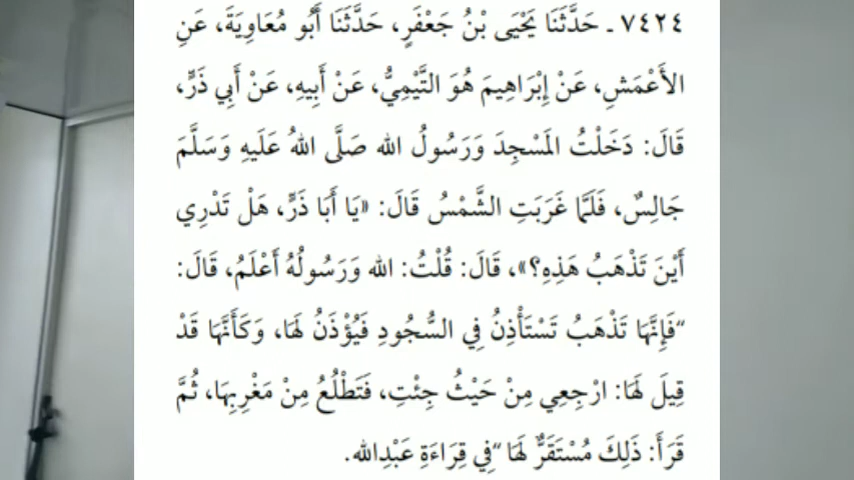 ٧٤٢٤ ـ حَدَّثَنَا يَحْيَى بْنُ جَعْفَرٍ، حَدَّثَنَا أَبُو مُعَاوِيَةَ، عَنِ
الأَعْمَشِ، عَنْ إِبْرَاهِيمَ هُوَ التَّيْمِيُّ، عَنْ أَبِيهِ، عَنْ أَبِي ذَرٍّ،
قَالَ: دَخَلْتُ المَسْجِدَ وَرَسُولُ الله صَلَّى اللهُ عَلَيهِ وَسَلَّمَ
جَالِسٌ، فَلَمَّا غَرَبَتِ الشَّمْسُ قَالَ: «يَا أَبَا ذَرٍّ، هَلْ تَدْرِي
أَيْنَ تَذْهَبُ هَذِهِ؟»، قَالَ: قُلْتُ: الله وَرَسُولُهُ أَعْلَمُ، قَالَ:
“فَإِنَّهَا تَذْهَبُ تَسْتَأْذِنُ فِي السُّجُودِ فَيُؤْذَنُ لَهَا، وَكَأَنَّهَا قَدْ
قِيلَ لَهَا: ارْجِعِي مِنْ حَيْثُ جِئْتِ، فَتَطْلُعُ مِنْ مَغْرِبِهَا، ثُمَّ
قَرَأَ: ذَلِكَ مُسْتَقَرٌّ لَهَا “فِي قِرَاءَةِ عَبْدِالله.